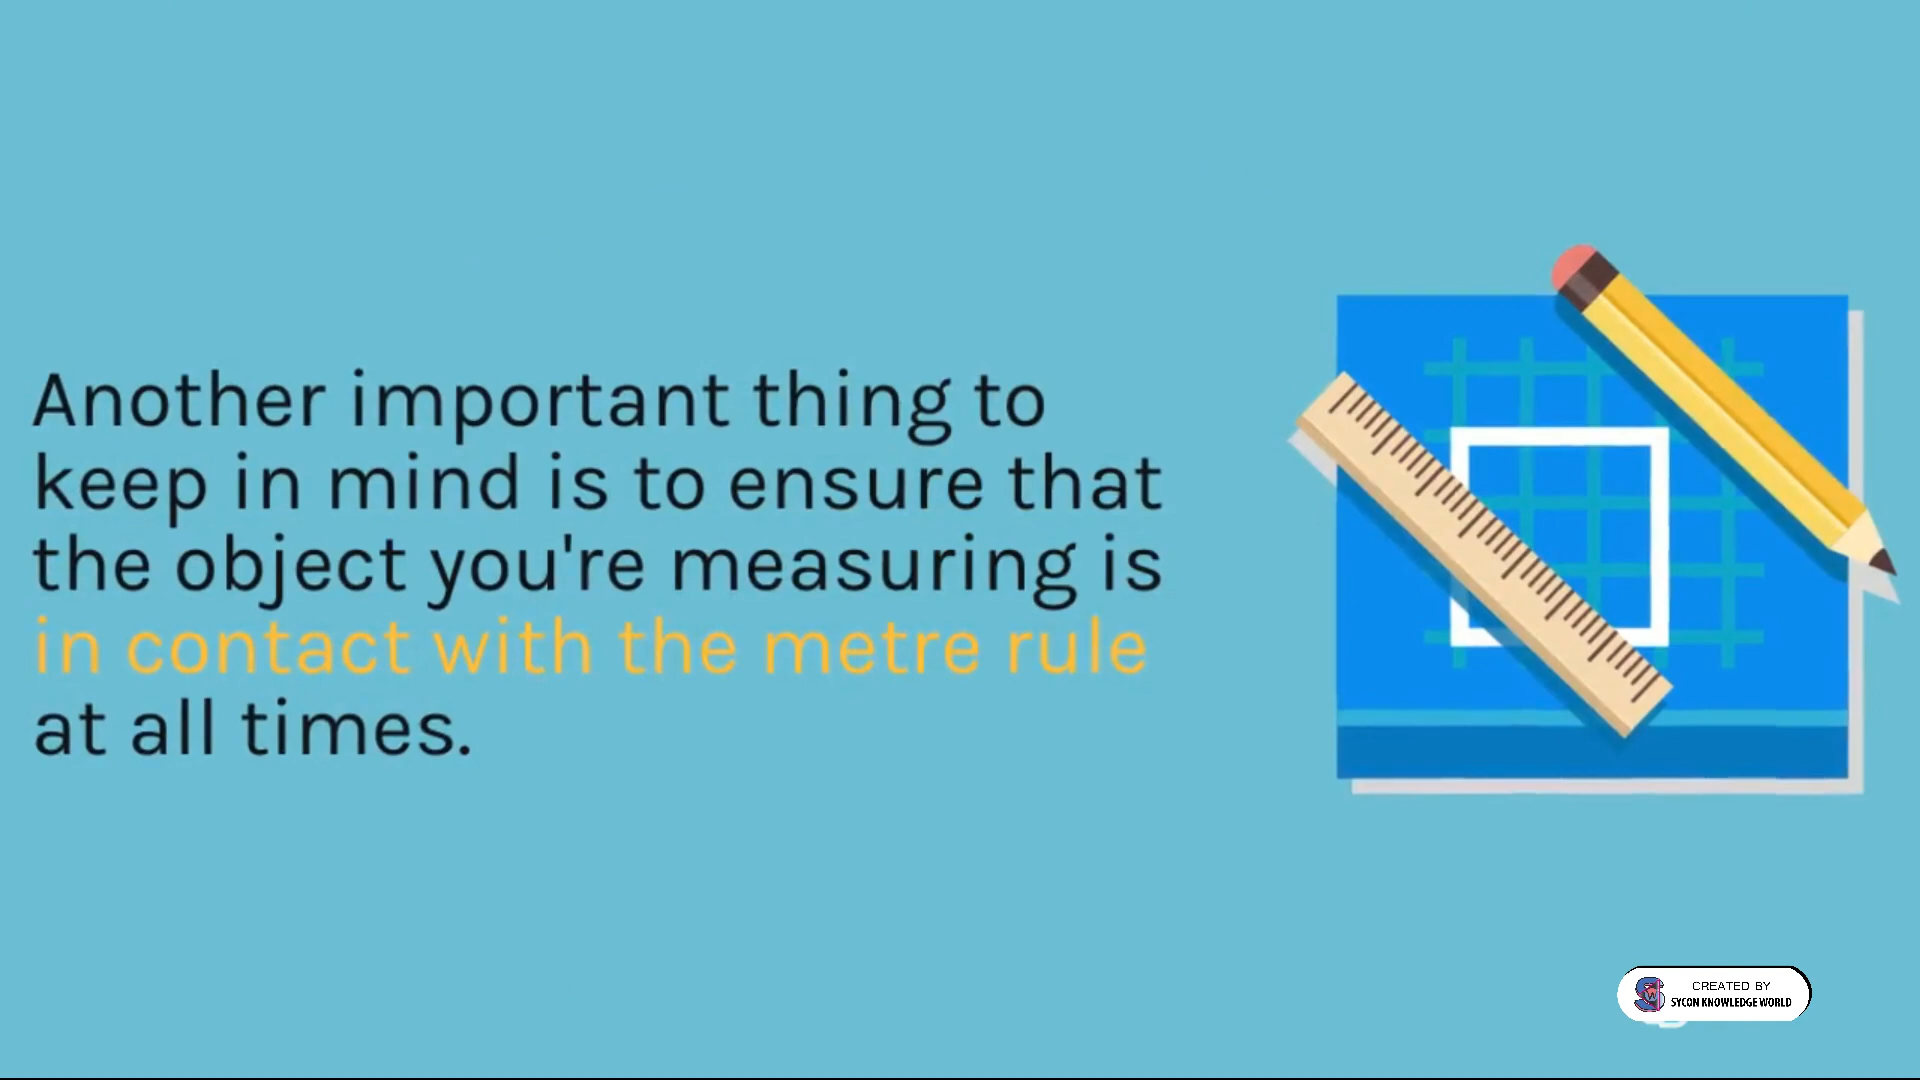 Another important thing to
keep in mind is to ensure that
the object you're measuring is
in contact with the metre rule
at all times.
CREATED BY
SYCON KNOWLEDGE WORLD